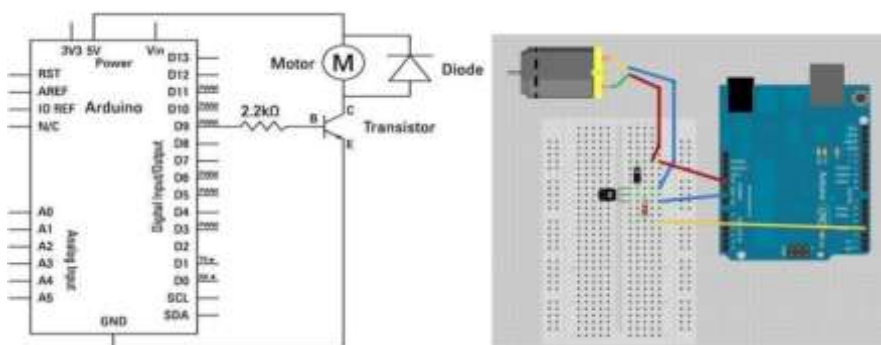 3V3 5V Vin
Power
Arduino
RST
AREF
IO REF
N/C
A0
A1
A2
A3
A4
A5
Analog Input
GND
D13
D12
D11
D10
D9
D8
D7
D6
D5
D4
D3
D2
D1
D0
SCL
SDA
Digital Input/Output
2.2kΩ
Motor
M
Diode
B
C
Transistor
E